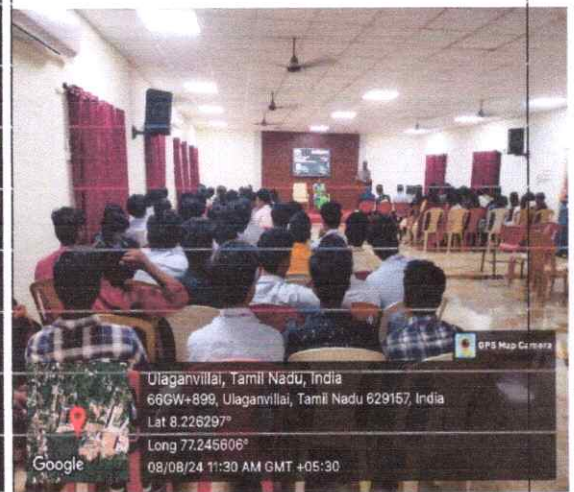 GPS Map Camera
Ulaganvillai, Tamil Nadu, India
66GW+899, Ulaganvillai, Tamil Nadu 629157, India
Lat 8.226297°
Long 77.245606°
Google
08/08/24 11:30 AM GMT +05:30